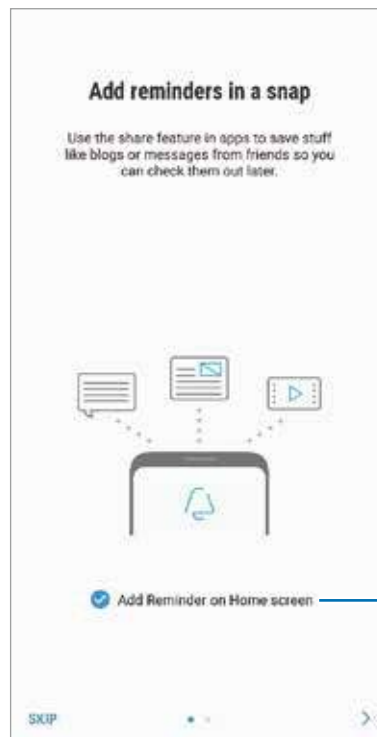 Add reminders in a snap
Use the share feature in apps to save stuff
like blogs or messages from friends so you
can check them out later.
Add Reminder on Home screen
SKIP